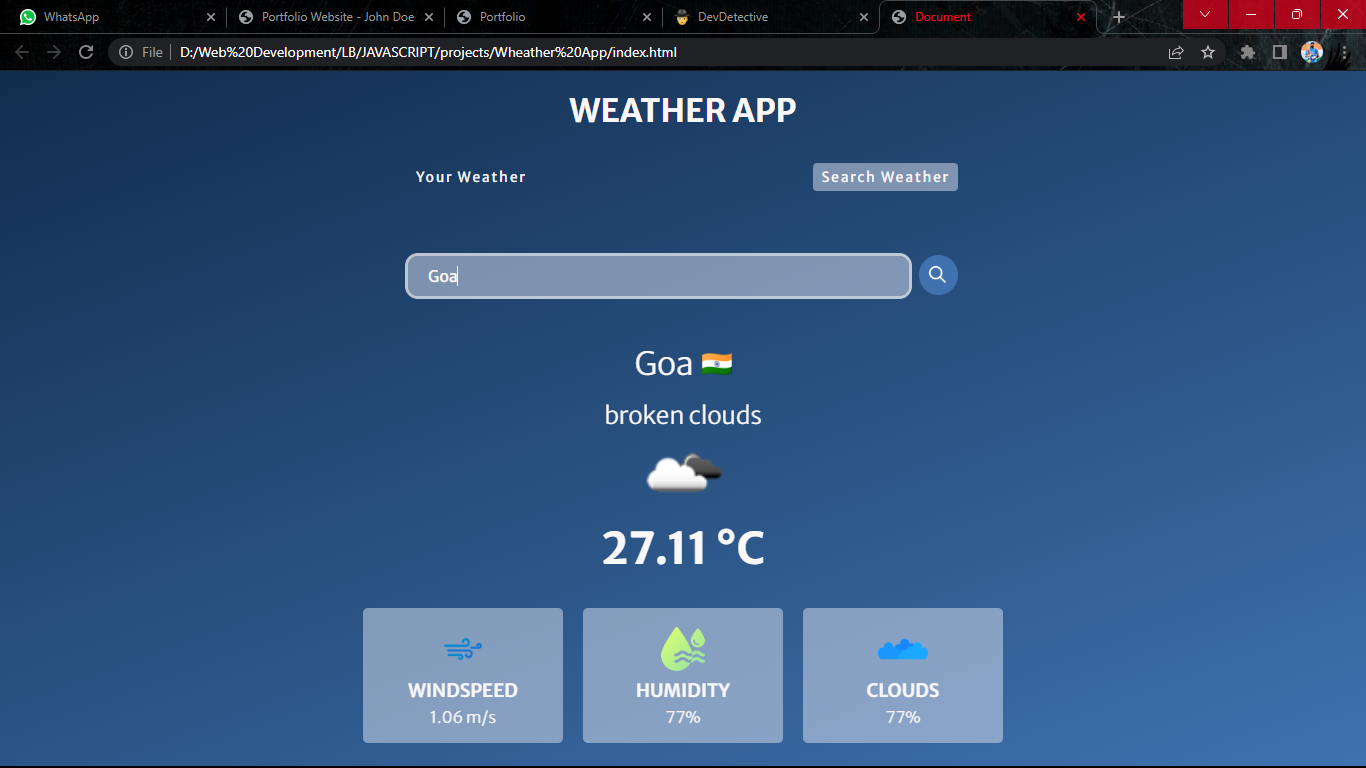 WhatsApp
Portfolio Website - John Doe
Portfolio
DevDetective
Document
File
D:/Web%20Development/LB/JAVASCRIPT/projects/Wheather%20App/index.html
WEATHER APP
Your Weather
Search Weather
Goa
Goa
broken clouds
27.11 °C
WINDSPEED
1.06 m/s
HUMIDITY
77%
CLOUDS
77%